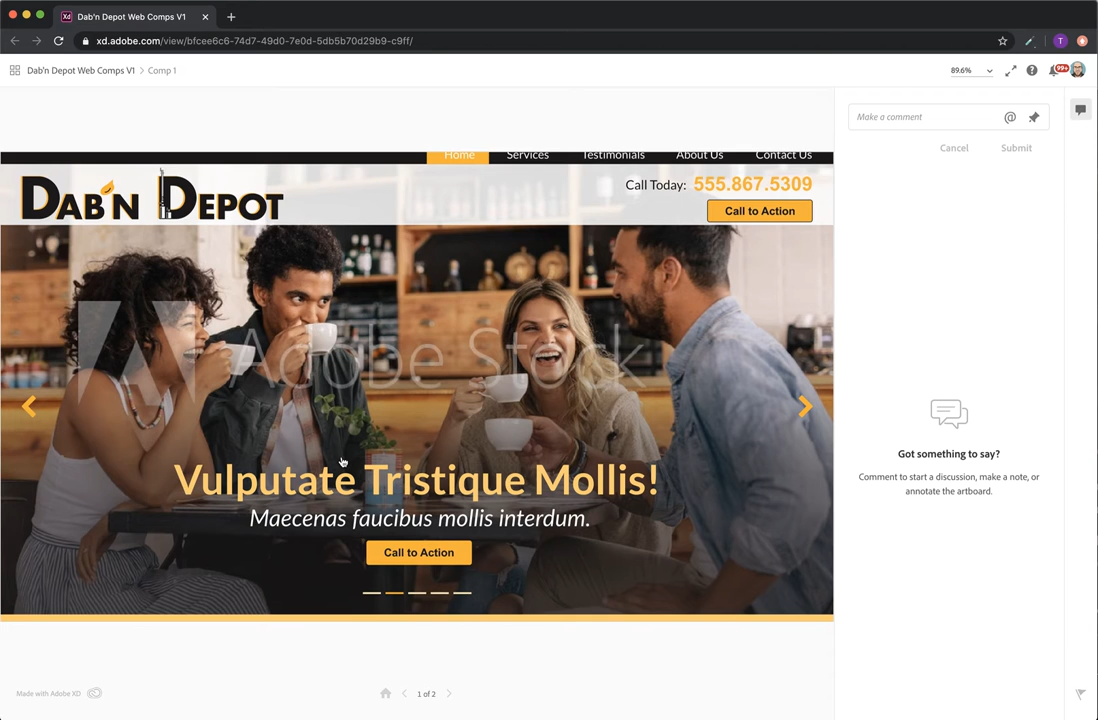 Dab'n Depot Web Comps V1
xd.adobe.com/view/bfcee6c6-74d7-49d0-7e0d-5db5b70d29b9-c9ff/
T
Dab'n Depot Web Comps V1 > Comp 1
89.6%
99+
Make a comment
Cancel Submit
Home Services Testimonials About Us Contact Us
DAB'N DEPOT
Call Today: 555.867.5309
Call to Action
Adobe Stock
Vulputate Tristique Mollis!
Maecenas faucibus mollis interdum.
Call to Action
Got something to say?
Comment to start a discussion, make a note, or
annotate the artboard.
Made with Adobe XD
1 of 2